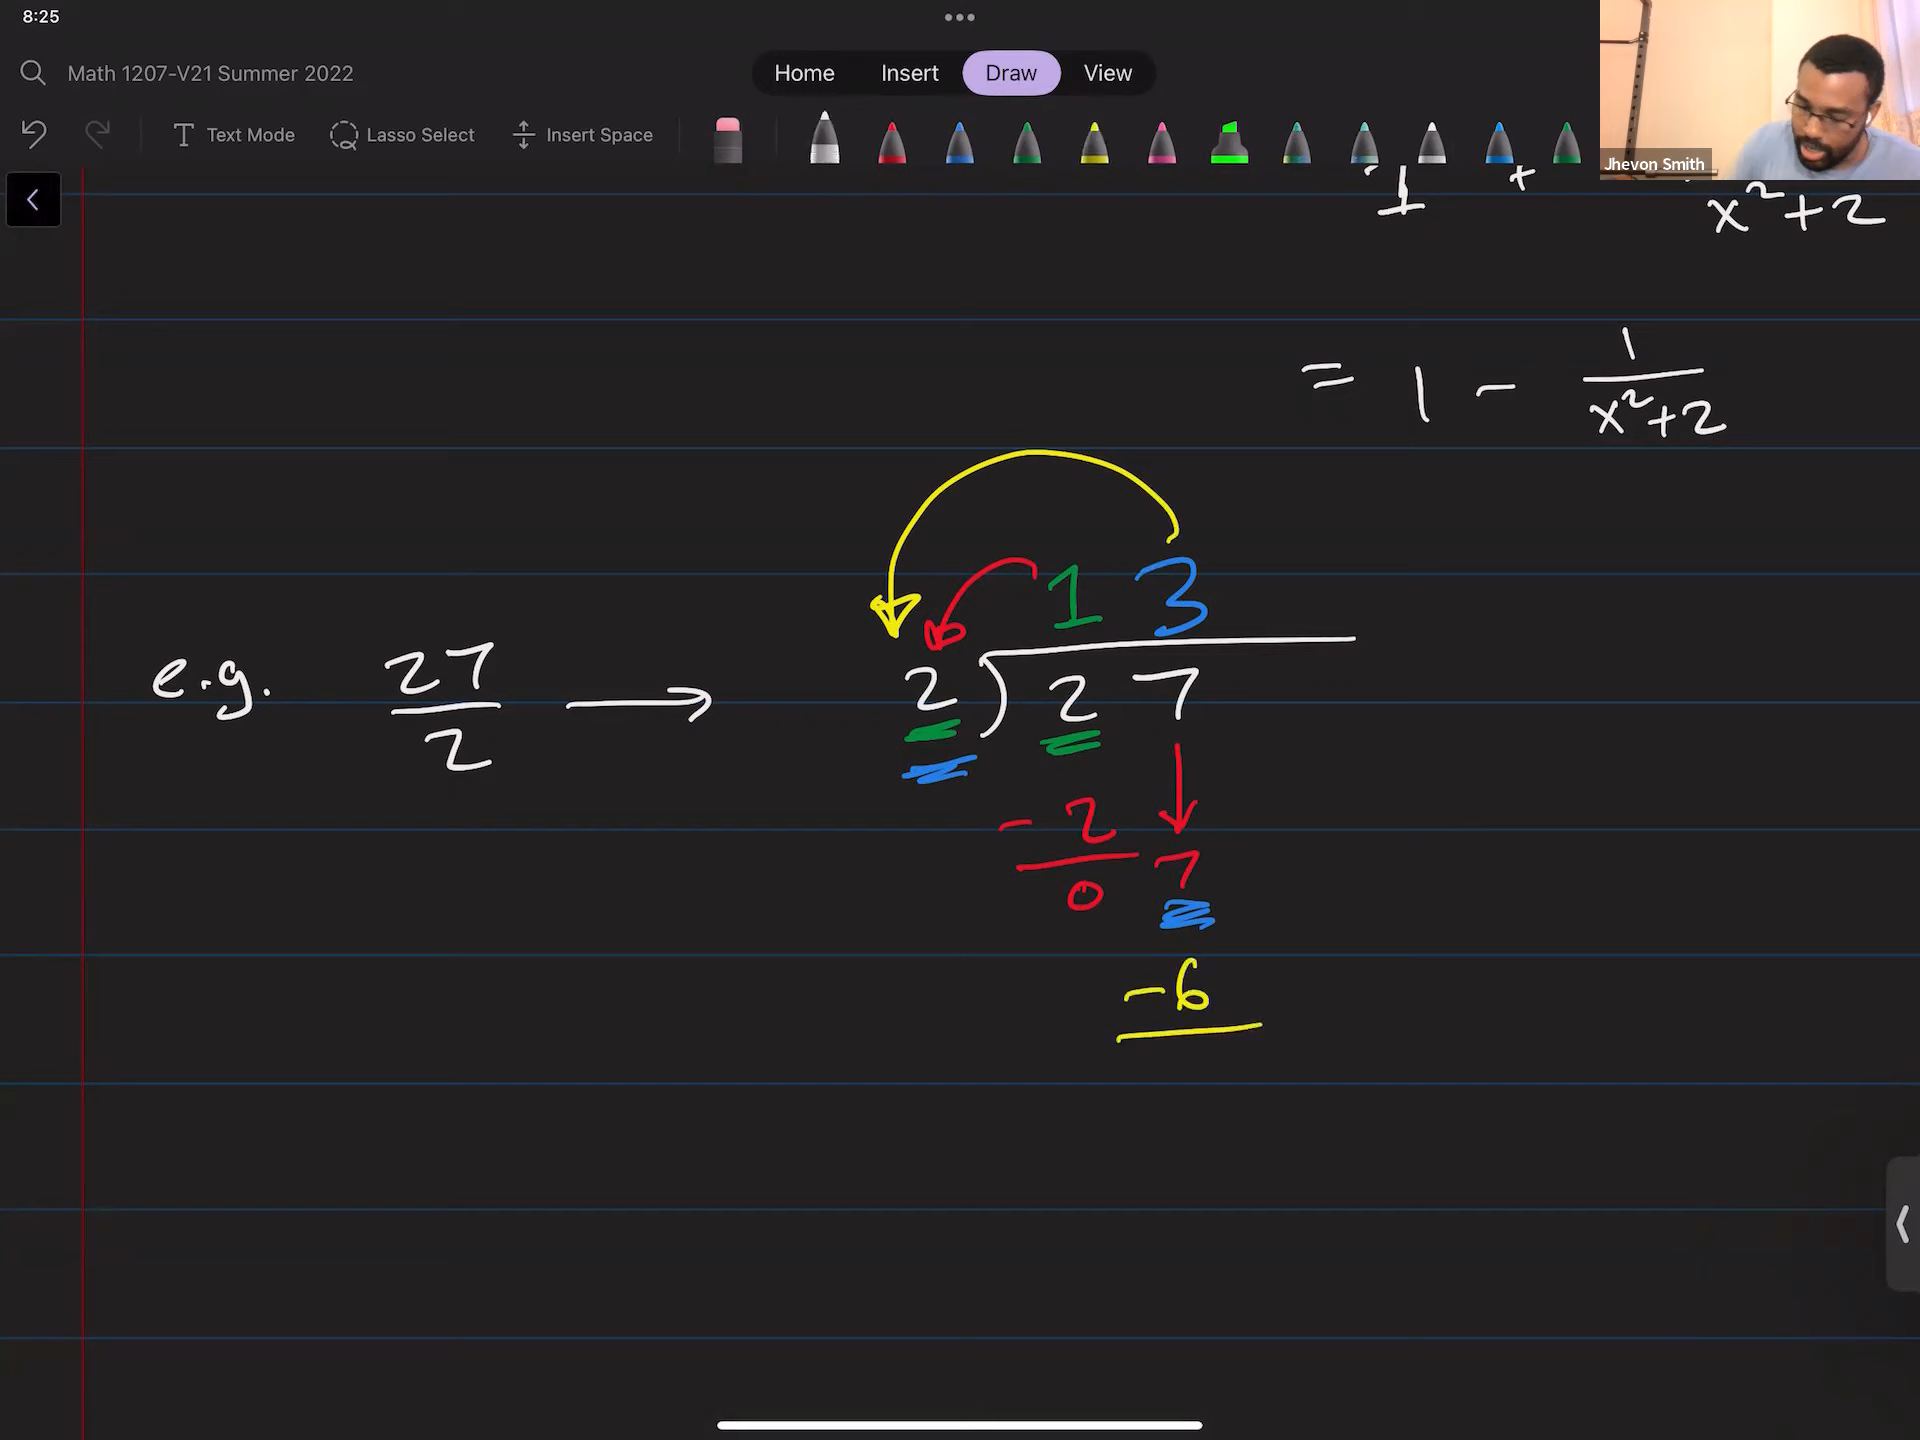 8:25
Math 1207-V21 Summer 2022
Home Insert Draw View
Text Mode Lasso Select Insert Space
Jhevon Smith
1 +
x²+2
= 1 - 1
x²+2
1 3
e.g. 27
2 → 2 ) 2 7
- 2
0 7
- 6